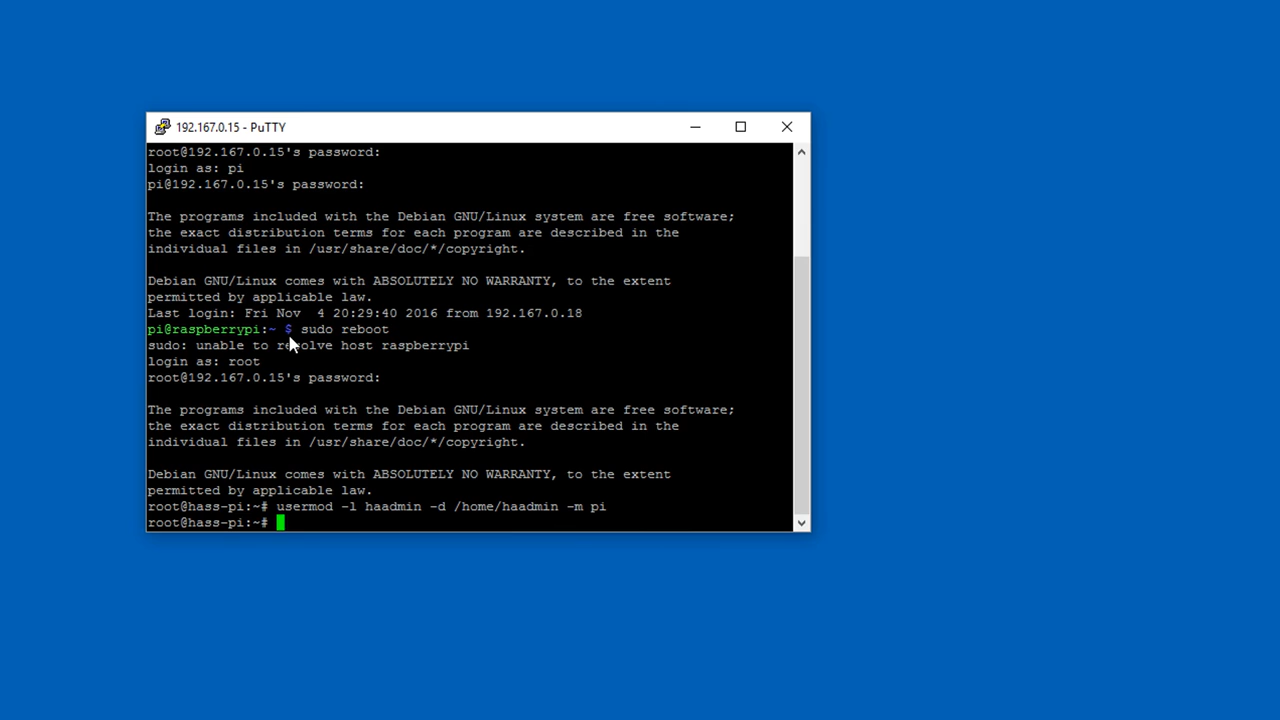 192.167.0.15 - PuTTY
root@192.167.0.15's password:
login as: pi
pi@192.167.0.15's password:
The programs included with the Debian GNU/Linux system are free software;
the exact distribution terms for each program are described in the
individual files in /usr/share/doc/*/copyright.
Debian GNU/Linux comes with ABSOLUTELY NO WARRANTY, to the extent
permitted by applicable law.
Last login: Fri Nov  4 20:29:40 2016 from 192.167.0.18
pi@raspberrypi:~ $ sudo reboot
sudo: unable to resolve host raspberrypi
login as: root
root@192.167.0.15's password:
The programs included with the Debian GNU/Linux system are free software;
the exact distribution terms for each program are described in the
individual files in /usr/share/doc/*/copyright.
Debian GNU/Linux comes with ABSOLUTELY NO WARRANTY, to the extent
permitted by applicable law.
root@hass-pi:~# usermod -l haadmin -d /home/haadmin -m pi
root@hass-pi:~#